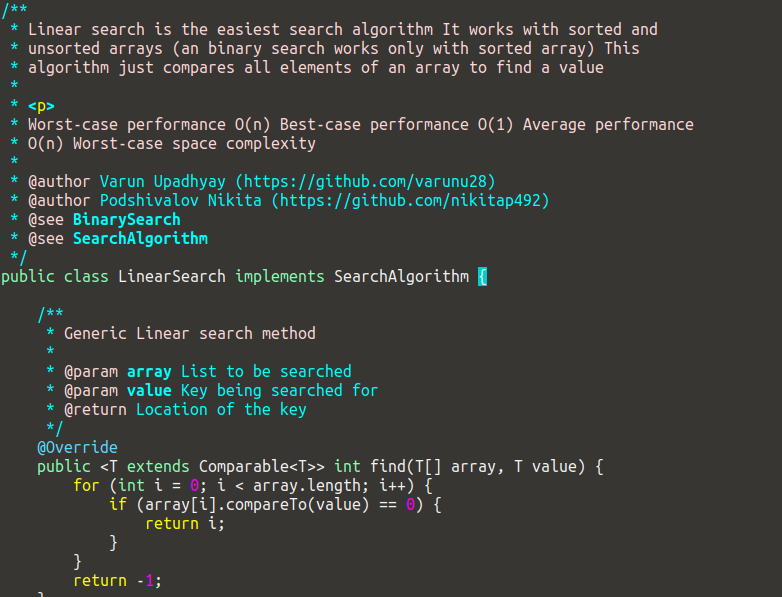 /**
 * Linear search is the easiest search algorithm It works with sorted and
 * unsorted arrays (an binary search works only with sorted array) This
 * algorithm just compares all elements of an array to find a value
 *
 * <p>
 * Worst-case performance O(n) Best-case performance O(1) Average performance
 * O(n) Worst-case space complexity
 *
 * @author Varun Upadhyay (https://github.com/varunu28)
 * @author Podshivalov Nikita (https://github.com/nikitap492)
 * @see BinarySearch
 * @see SearchAlgorithm
 */
public class LinearSearch implements SearchAlgorithm {

    /**
     * Generic Linear search method
     *
     * @param array List to be searched
     * @param value Key being searched for
     * @return Location of the key
     */
    @Override
    public <T extends Comparable<T>> int find(T[] array, T value) {
        for (int i = 0; i < array.length; i++) {
            if (array[i].compareTo(value) == 0) {
                return i;
            }
        }
        return -1;